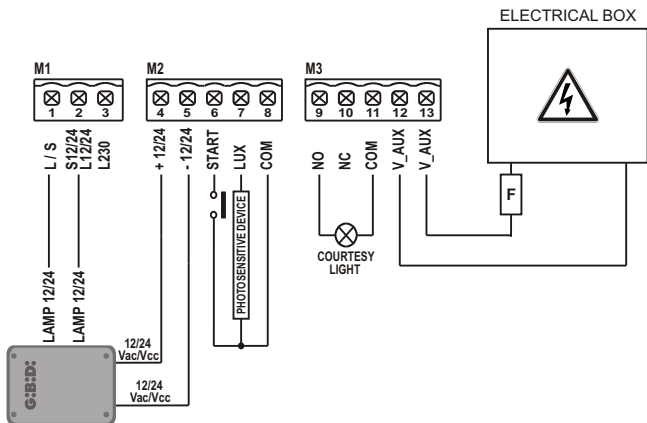 ELECTRICAL BOX
M1
M2
M3
1 2 3
4 5 6 7 8
9 10 11 12 13
L / S
S12/24
L12/24
L230
+ 12/24
- 12/24
START
LUX
COM
NO
NC
COM
V_AUX
V_AUX
F
PHOTOSENSITIVE DEVICE
COURTESY
LIGHT
LAMP 12/24
LAMP 12/24
12/24
Vac/Vcc
12/24
Vac/Vcc
GiBiDi